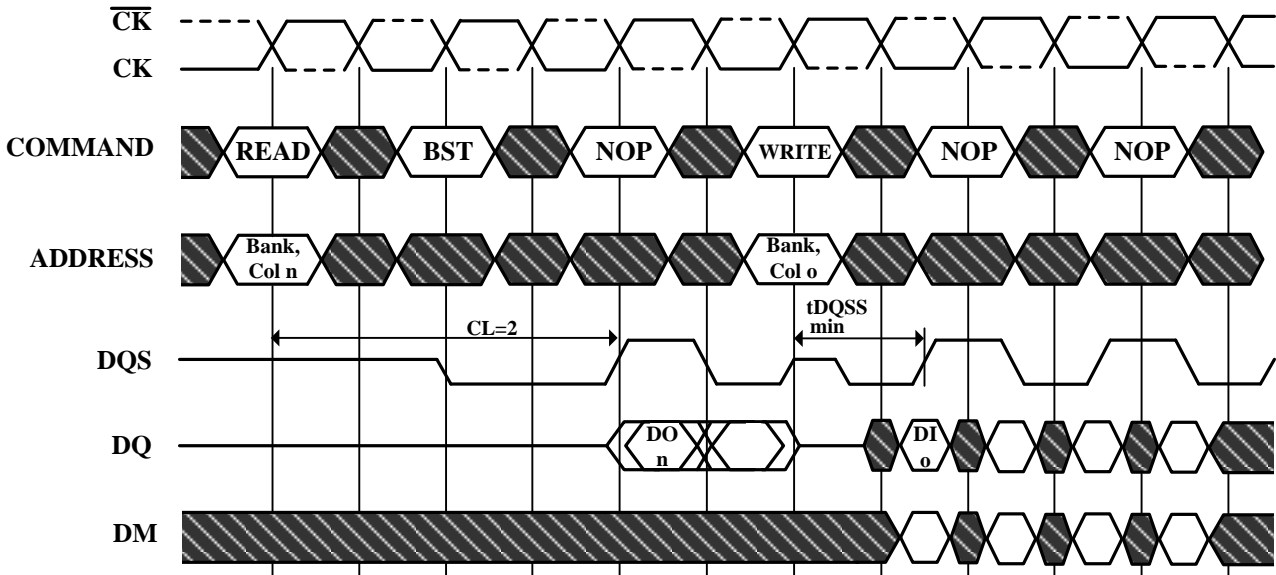 CK
CK
COMMAND READ BST NOP WRITE NOP NOP
ADDRESS Bank, Col n Bank, Col o
CL=2
tDQSS
min
DQS
DQ DO n DI o
DM